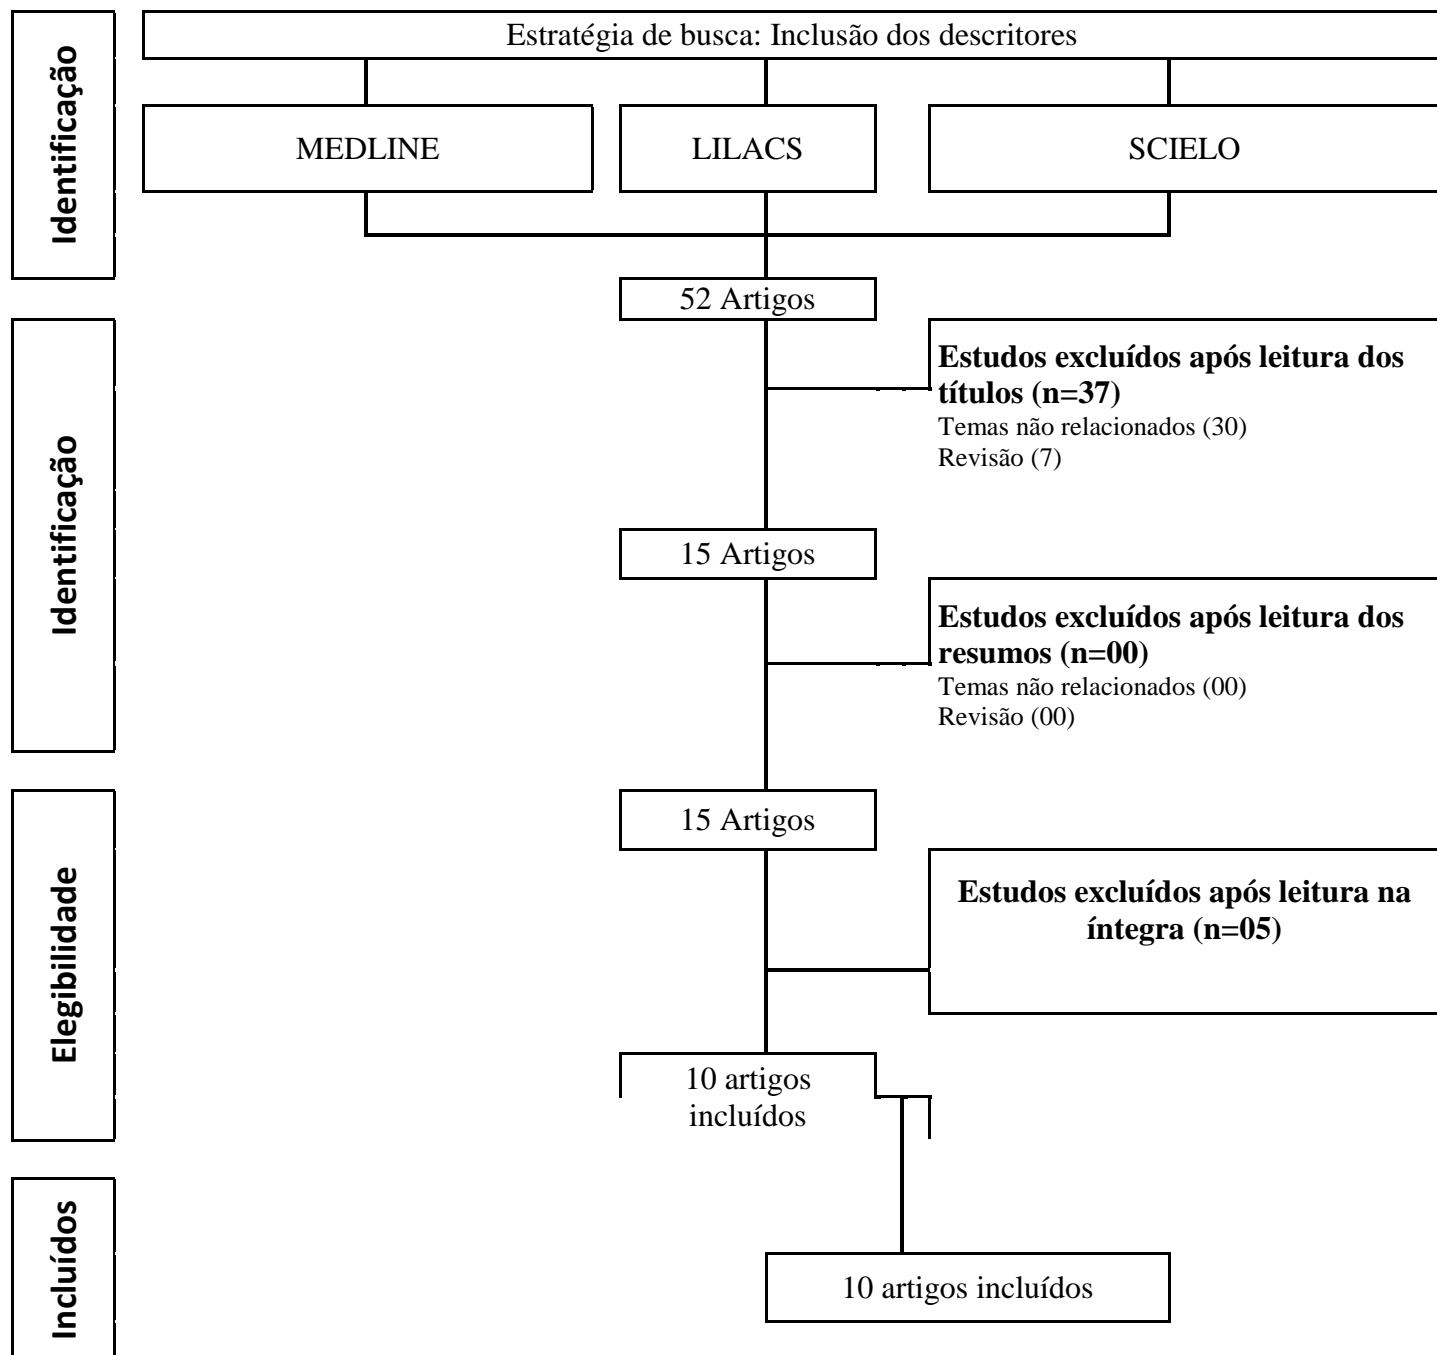 Identificação
Estratégia de busca: Inclusão dos descritores
MEDLINE
LILACS
SCIELO
52 Artigos
Identificação
Estudos excluídos após leitura dos
títulos (n=37)
Temas não relacionados (30)
Revisão (7)
15 Artigos
Estudos excluídos após leitura dos
resumos (n=00)
Temas não relacionados (00)
Revisão (00)
Elegibilidade
15 Artigos
Estudos excluídos após leitura na
íntegra (n=05)
10 artigos
incluídos
Incluídos
10 artigos incluídos